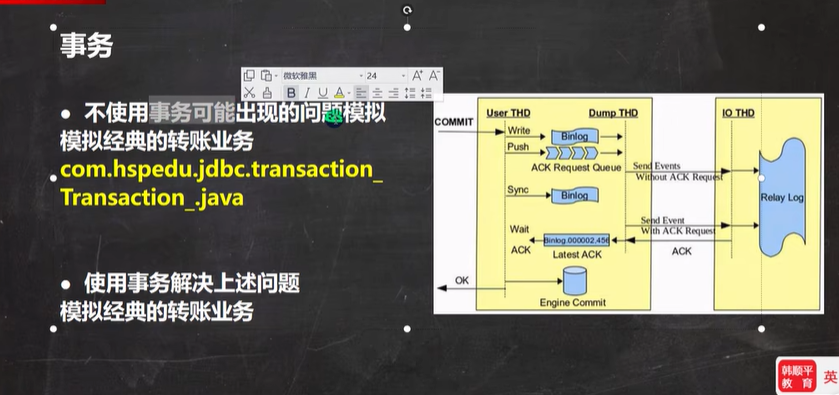 事务
微软雅黑
24
A
A
B
I
U
A
● 不使用事务可能出现的问题模拟
模拟经典的转账业务
com.hspedu.jdbc.transaction_
Transaction_.java
● 使用事务解决上述问题
模拟经典的转账业务
User THD
Dump THD
IO THD
COMMIT
Write
Binlog
Push
ACK Request Queue
Send Events
Without ACK Request
Sync
Binlog
Relay Log
Send Event
With ACK Request
Wait
ACK
Binlog.000002,456
Latest ACK
ACK
OK
Engine Commit
韩顺平
教 育
英